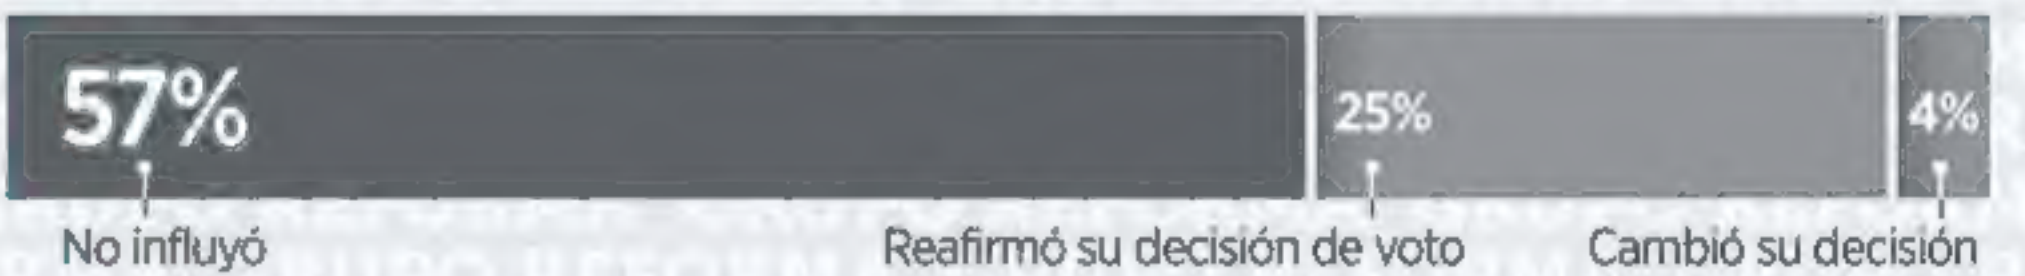 57% 25% 4%
No influyó Reafirmó su decisión de voto Cambió su decisión